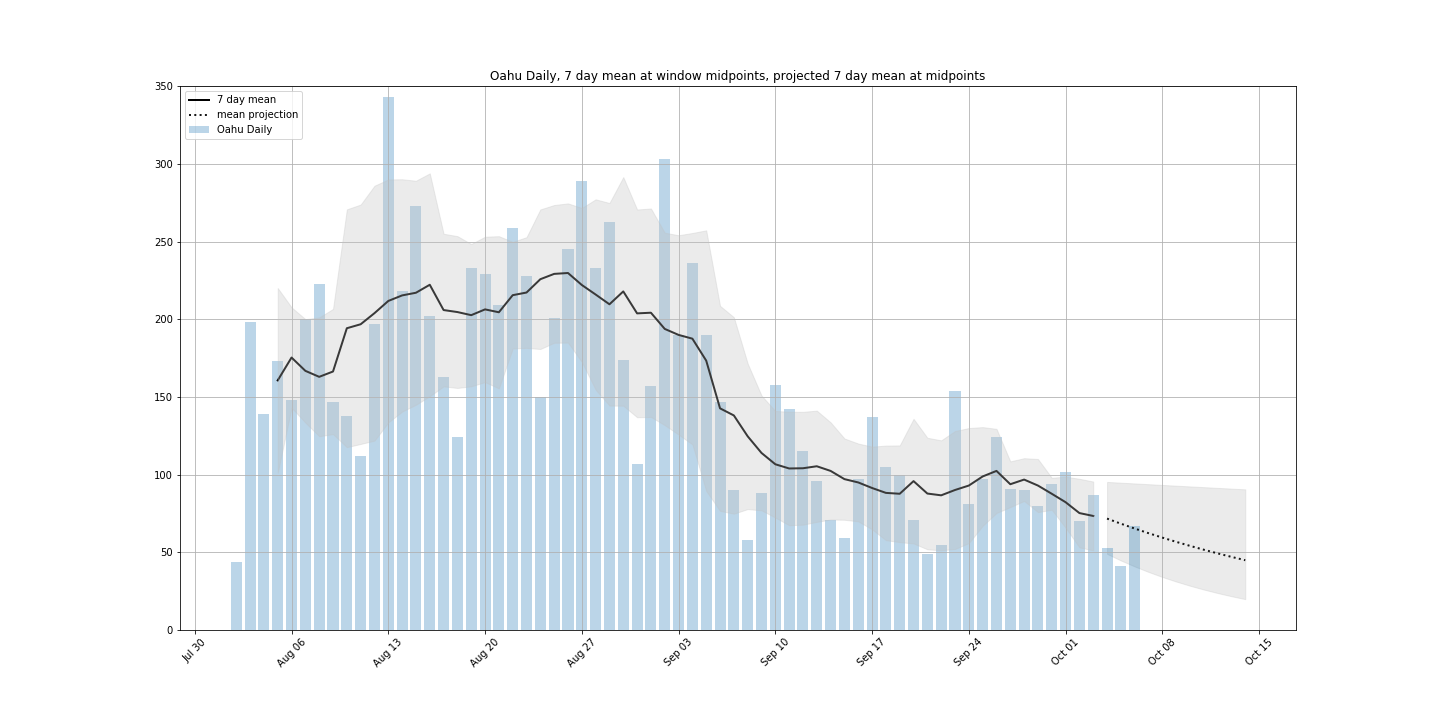 Oahu Daily, 7 day mean at window midpoints, projected 7 day mean at midpoints
7 day mean
mean projection
Oahu Daily
350
300
250
200
150
100
50
0
Jul 30
Aug 06
Aug 13
Aug 20
Aug 27
Sep 03
Sep 10
Sep 17
Sep 24
Oct 01
Oct 08
Oct 15